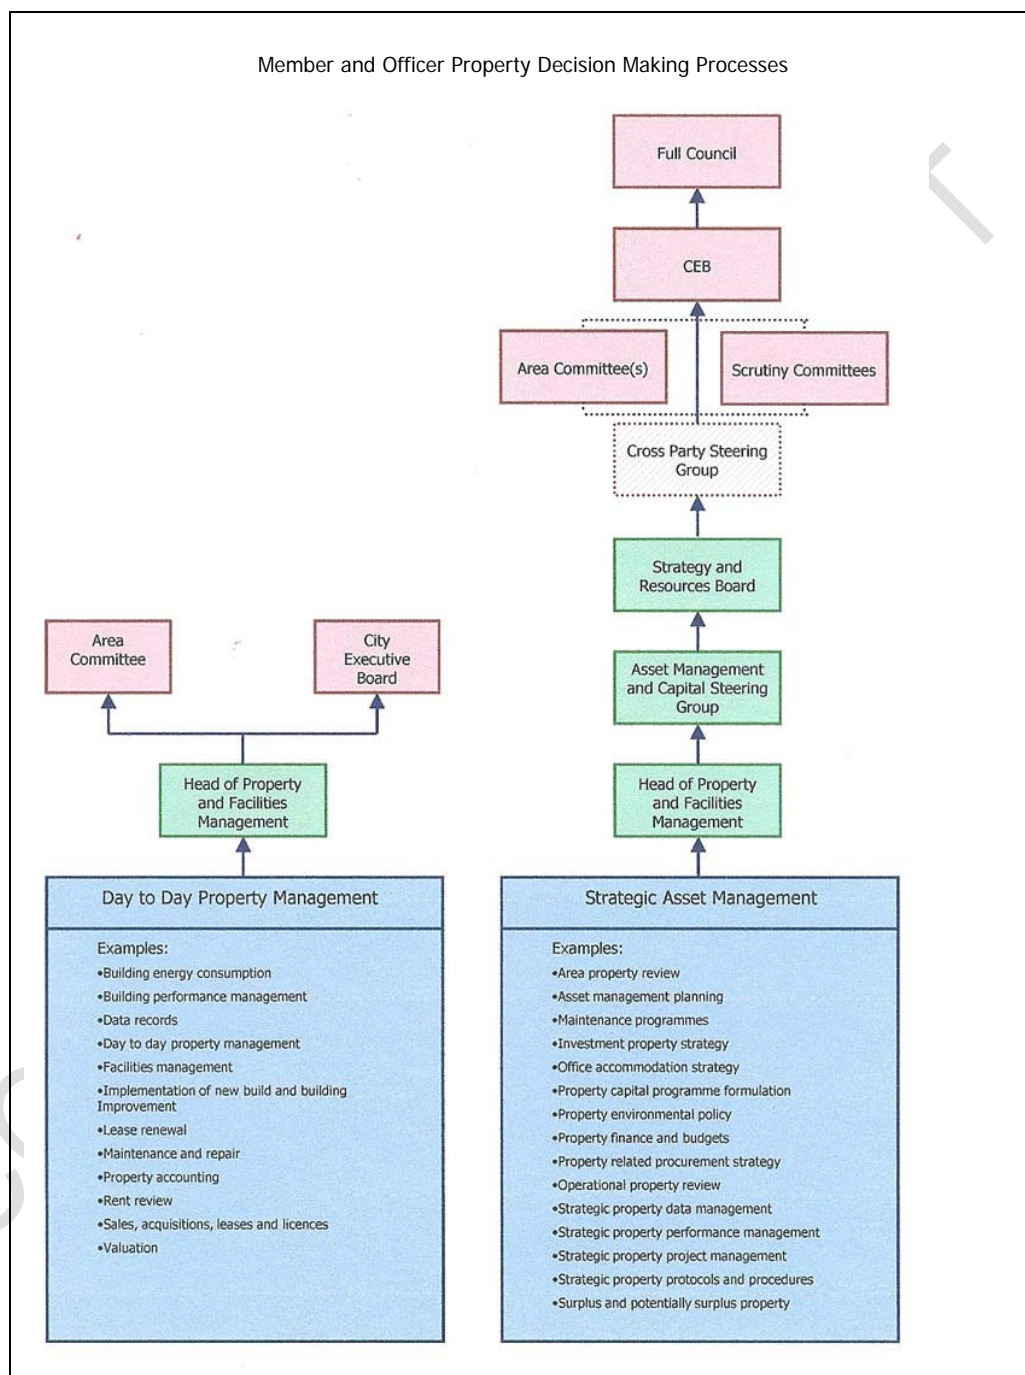 Member and Officer Property Decision Making Processes
Full Council
CEB
Area Committee(s)
Scrutiny Committees
Cross Party Steering
Group
Strategy and
Resources Board
Area
Committee
City
Executive
Board
Asset Management
and Capital Steering
Group
Head of Property
and Facilities
Management
Head of Property
and Facilities
Management
Day to Day Property Management
Examples:
•Building energy consumption
•Building performance management
•Data records
•Day to day property management
•Facilities management
•Implementation of new build and building
Improvement
•Lease renewal
•Maintenance and repair
•Property accounting
•Rent review
•Sales, acquisitions, leases and licences
•Valuation
Strategic Asset Management
Examples:
•Area property review
•Asset management planning
•Maintenance programmes
•Investment property strategy
•Office accommodation strategy
•Property capital programme formulation
•Property environmental policy
•Property finance and budgets
•Property related procurement strategy
•Operational property review
•Strategic property data management
•Strategic property performance management
•Strategic property project management
•Strategic property protocols and procedures
•Surplus and potentially surplus property